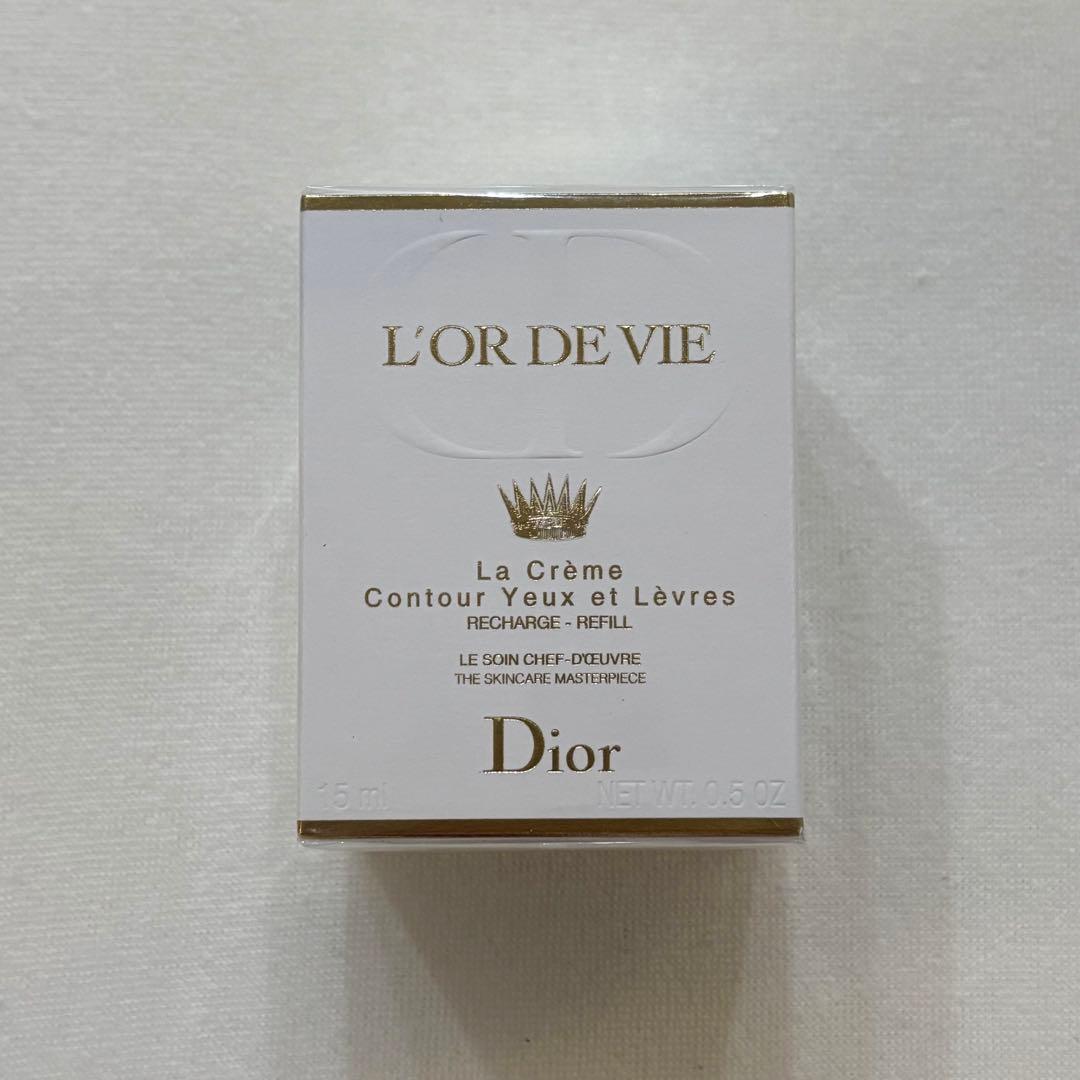 L'OR DE VIE
La Crème
Contour Yeux et Lèvres
RECHARGE - REFILL
LE SOIN CHEF-D'ŒUVRE
THE SKINCARE MASTERPIECE
Dior
15 ml NET WT. 0.5 OZ